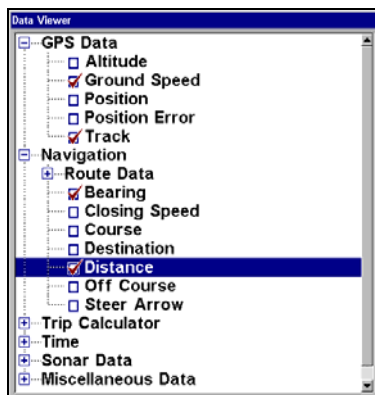 Data Viewer
GPS Data
Altitude
Ground Speed
Position
Position Error
Track
Navigation
Route Data
Bearing
Closing Speed
Course
Destination
Distance
Off Course
Steer Arrow
Trip Calculator
Time
Sonar Data
Miscellaneous Data